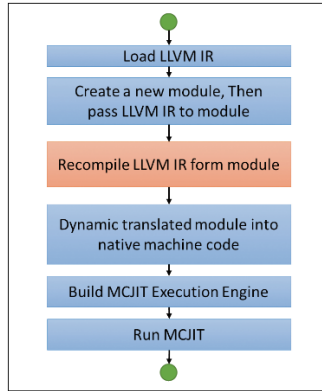 Load LLVM IR
Create a new module, Then
pass LLVM IR to module
Recompile LLVM IR form module
Dynamic translated module into
native machine code
Build MCJIT Execution Engine
Run MCJIT